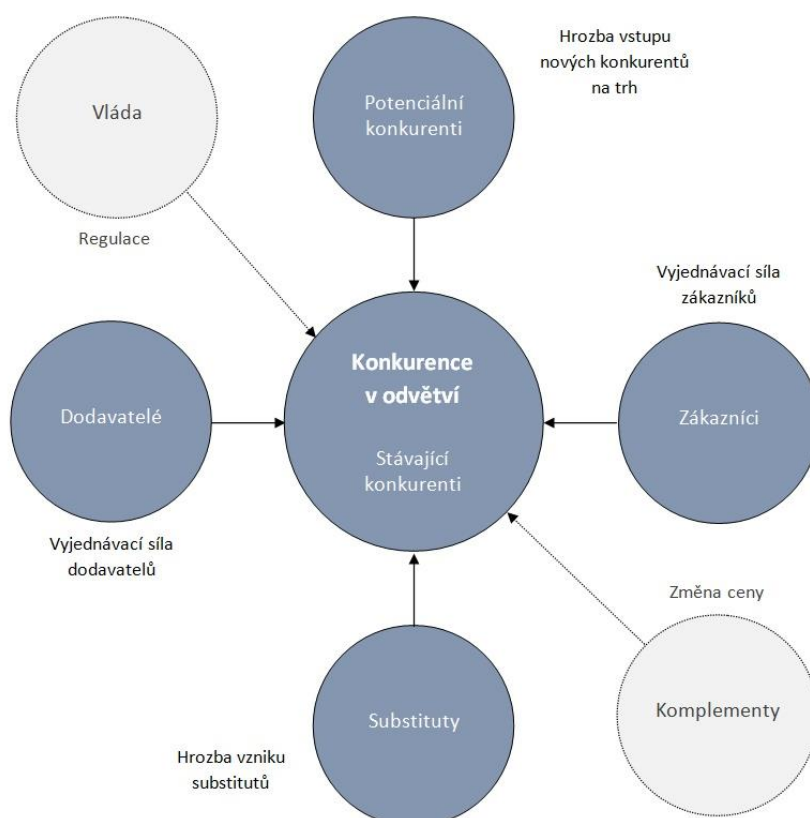 Hrozba vstupu
nových konkurentů
na trh
Vláda
Potenciální
konkurenti
Regulace
Vyjednávací síla
zákazníků
Konkurence
v odvětví
Stávající
konkurenti
Dodavatelé
Zákazníci
Vyjednávací síla
dodavatelů
Změna ceny
Komplementy
Substituty
Hrozba vzniku
substitutů